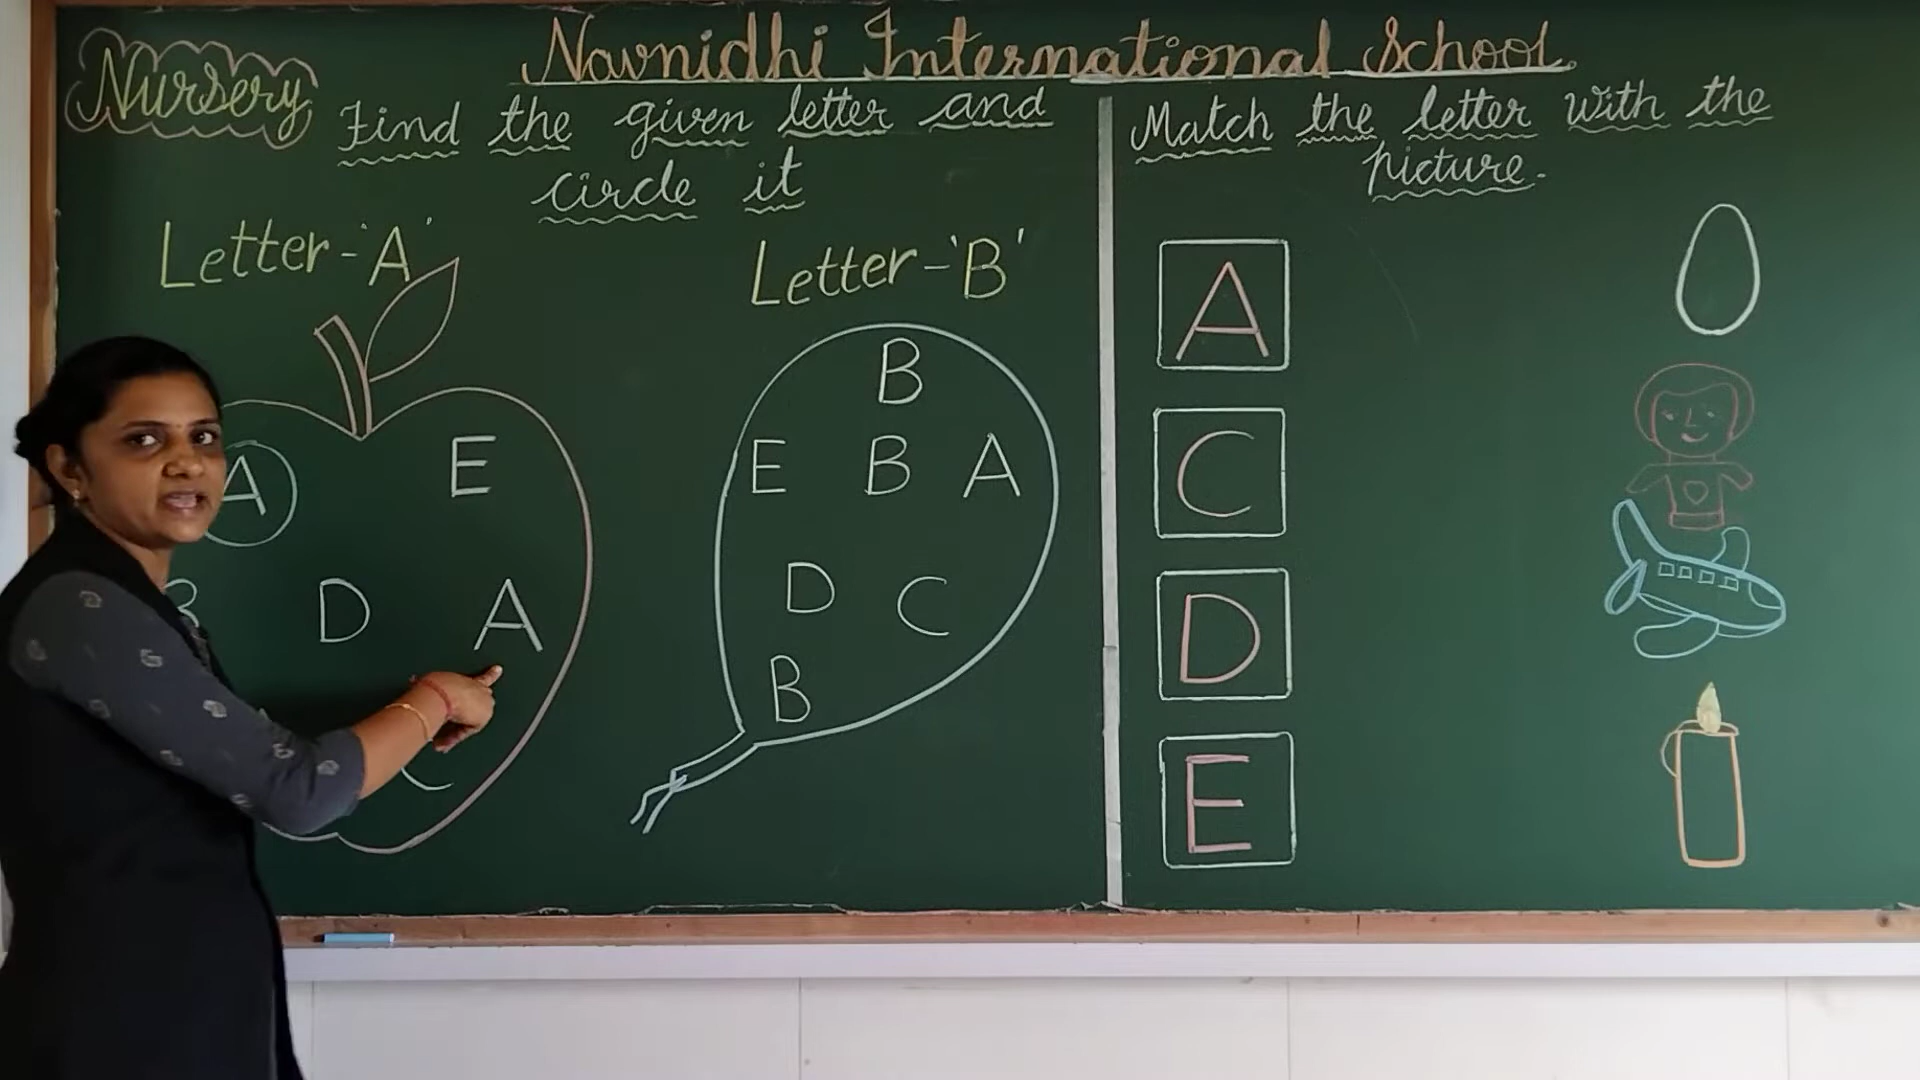 Nursery
Navnidhi International School.
Find the given letter and
circle it
Letter-'A'
A E
B D A
C
Letter-'B'
B
E B A
D C
B
Match the letter with the
picture.
A
C
D
E